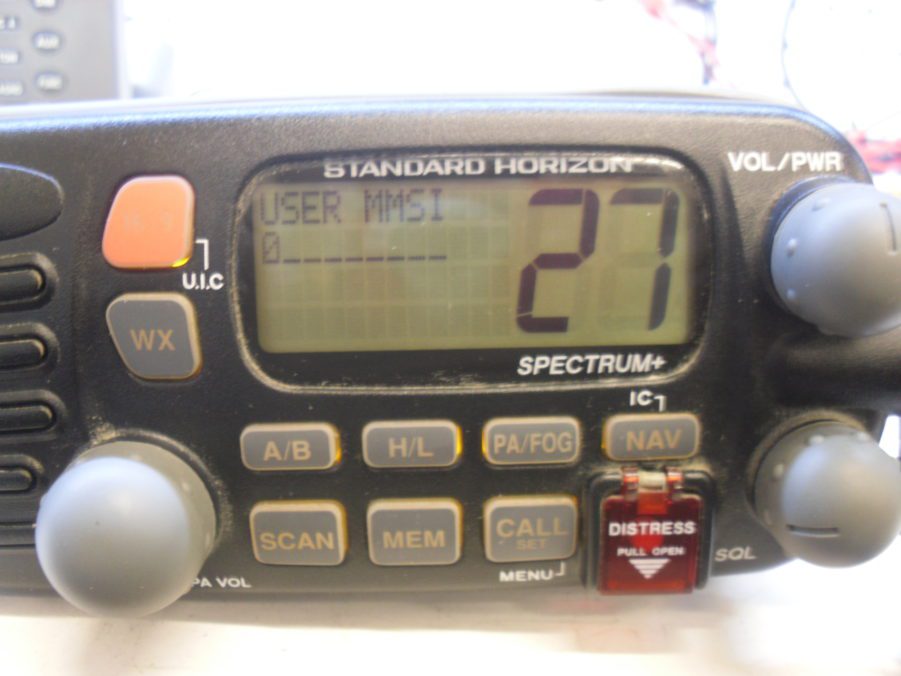 STANDARD HORIZON
VOL/PWR
USER MMSI
0________
27
U.I.C
WX
SPECTRUM+
IC
A/B
H/L
PA/FOG
NAV
SCAN
MEM
CALL
SET
DISTRESS
PULL OPEN
SQL
MENU
PA VOL